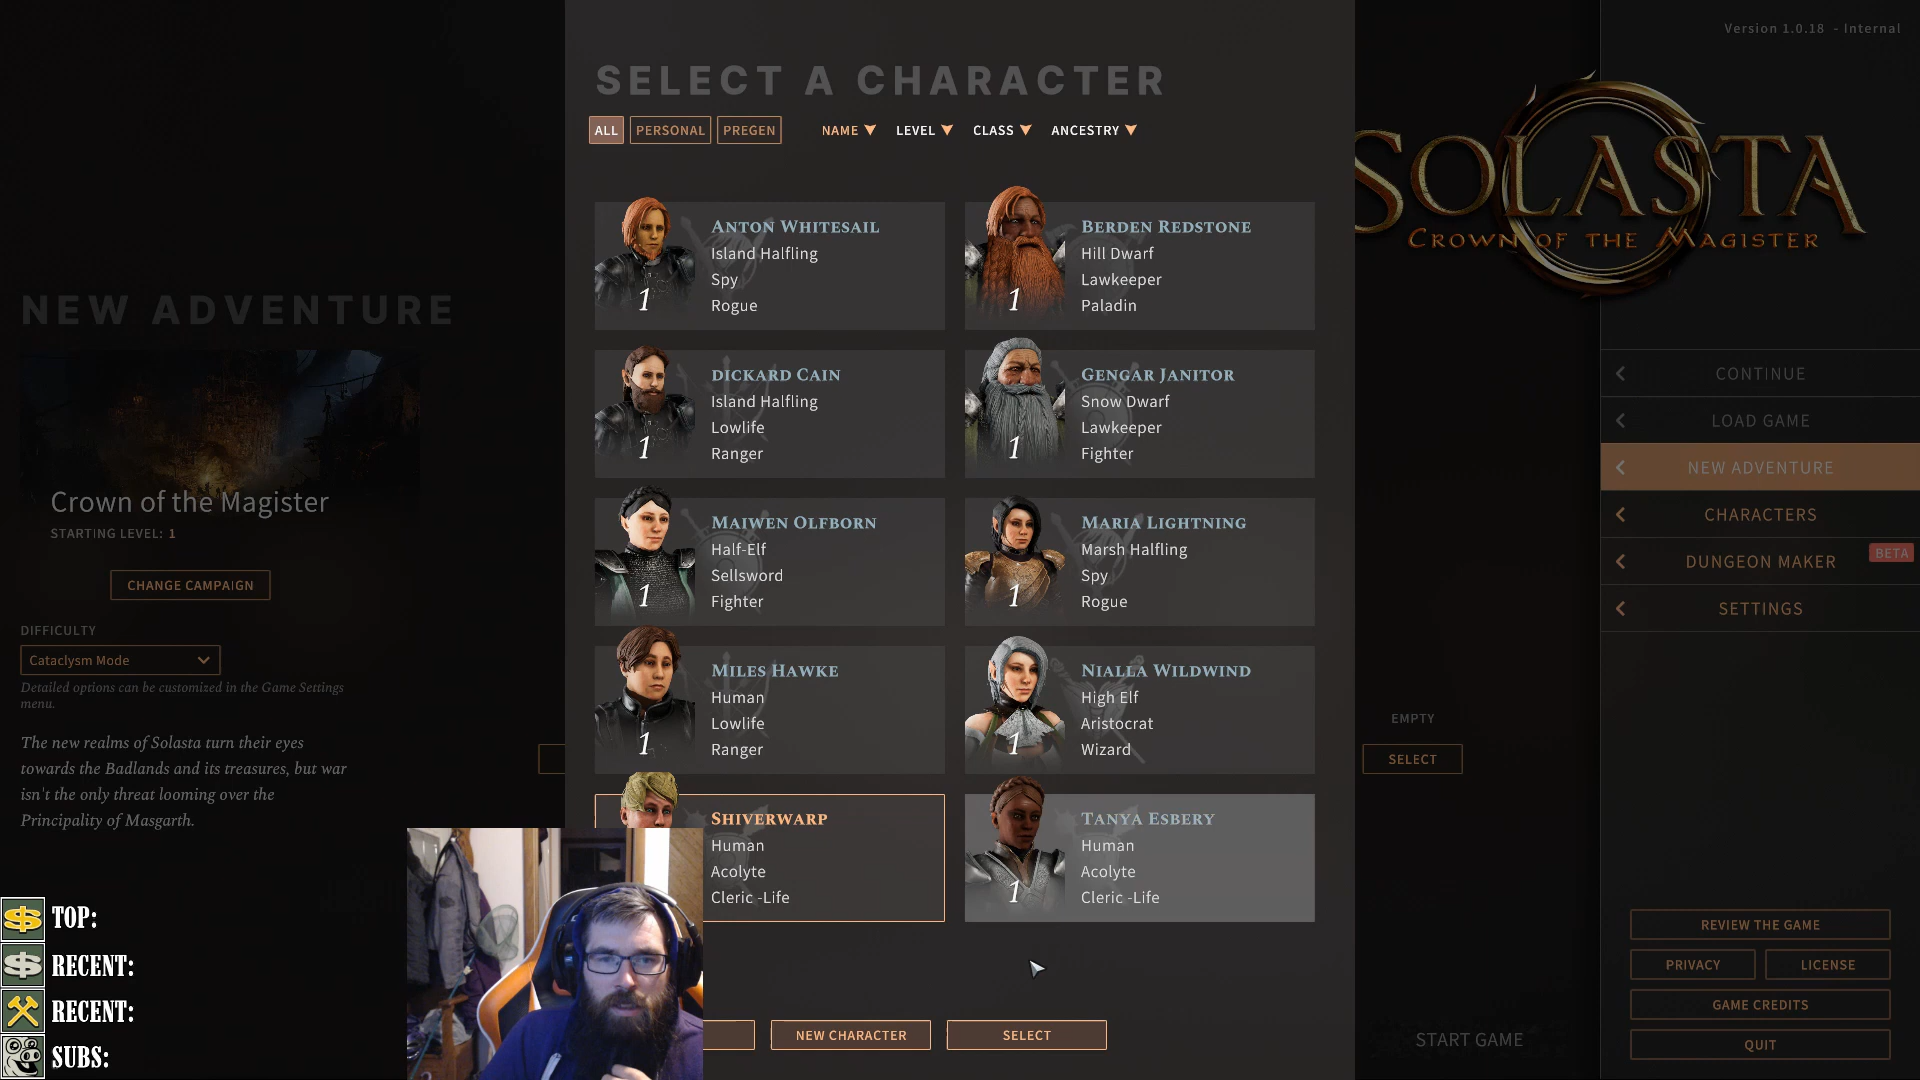 Version 1.0.18 - Internal
SELECT A CHARACTER
ALL
PERSONAL
PREGEN
NAME
LEVEL
CLASS
ANCESTRY
SOLASTA
CROWN OF THE MAGISTER
ANTON WHITESAIL
Island Halfling
Spy
Rogue
1
BERDEN REDSTONE
Hill Dwarf
Lawkeeper
Paladin
1
DICKARD CAIN
Island Halfling
Lowlife
Ranger
1
GENGAR JANITOR
Snow Dwarf
Lawkeeper
Fighter
1
MAIWEN OLFBORN
Half-Elf
Sellsword
Fighter
1
MARIA LIGHTNING
Marsh Halfling
Spy
Rogue
1
MILES HAWKE
Human
Lowlife
Ranger
1
NIALLA WILDWIND
High Elf
Aristocrat
Wizard
1
SHIVERWARP
Human
Acolyte
Cleric -Life
TANYA ESBERY
Human
Acolyte
Cleric -Life
1
NEW CHARACTER
SELECT
NEW ADVENTURE
Crown of the Magister
STARTING LEVEL: 1
CHANGE CAMPAIGN
DIFFICULTY
Cataclysm Mode
Detailed options can be customized in the Game Settings
menu.
The new realms of Solasta turn their eyes
towards the Badlands and its treasures, but war
isn't the only threat looming over the
Principality of Masgarth.
TOP:
RECENT:
RECENT:
SUBS:
EMPTY
SELECT
START GAME
CONTINUE
LOAD GAME
NEW ADVENTURE
CHARACTERS
DUNGEON MAKER
BETA
SETTINGS
REVIEW THE GAME
PRIVACY
LICENSE
GAME CREDITS
QUIT